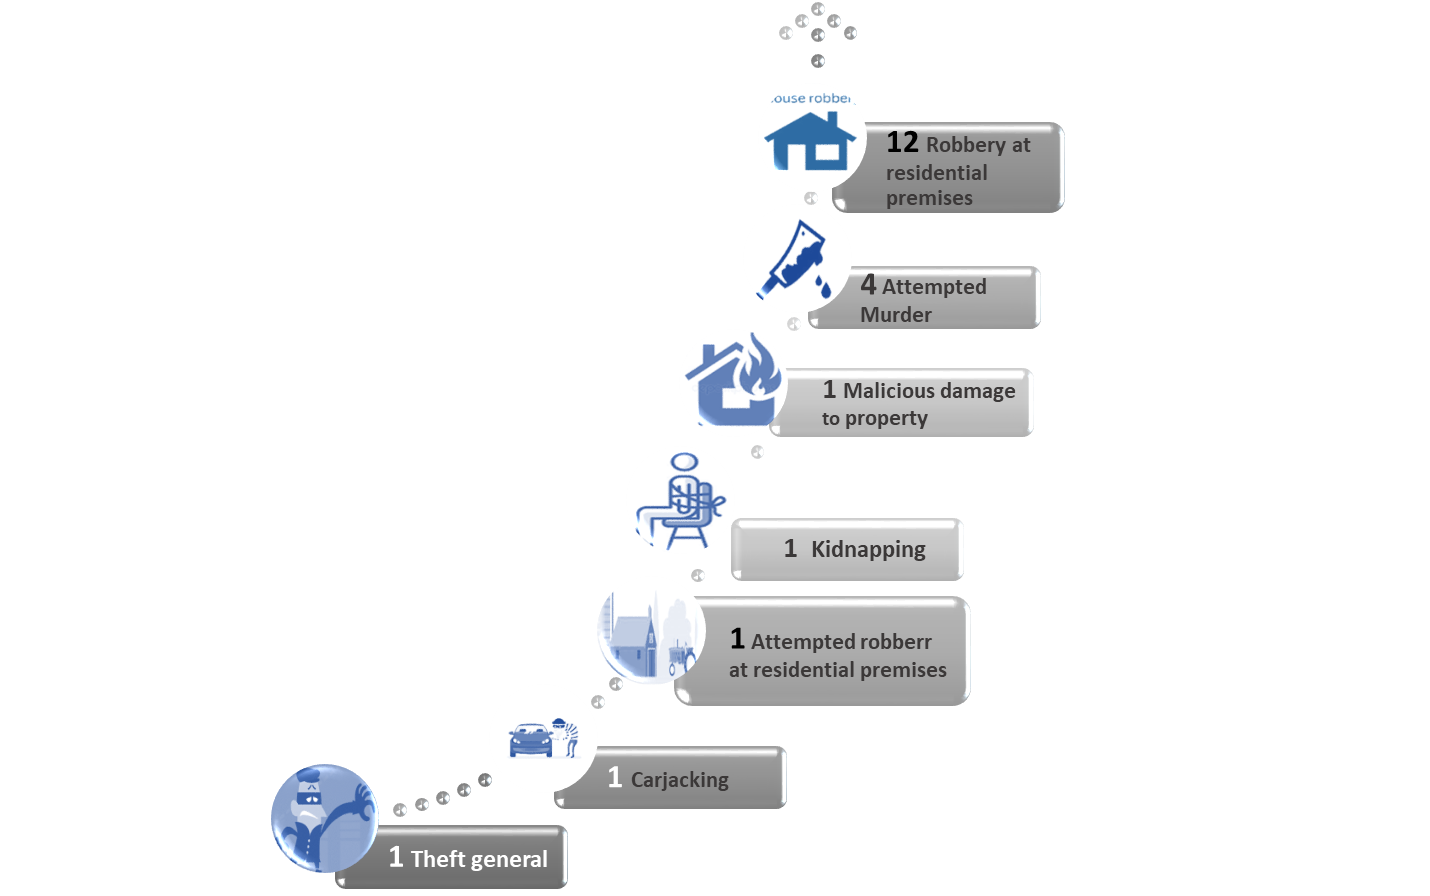 ouse robber
12 Robbery at
residential
premises
4 Attempted
Murder
1 Malicious damage
to property
1 Kidnapping
1 Attempted robberr
at residential premises
1 Carjacking
1 Theft general